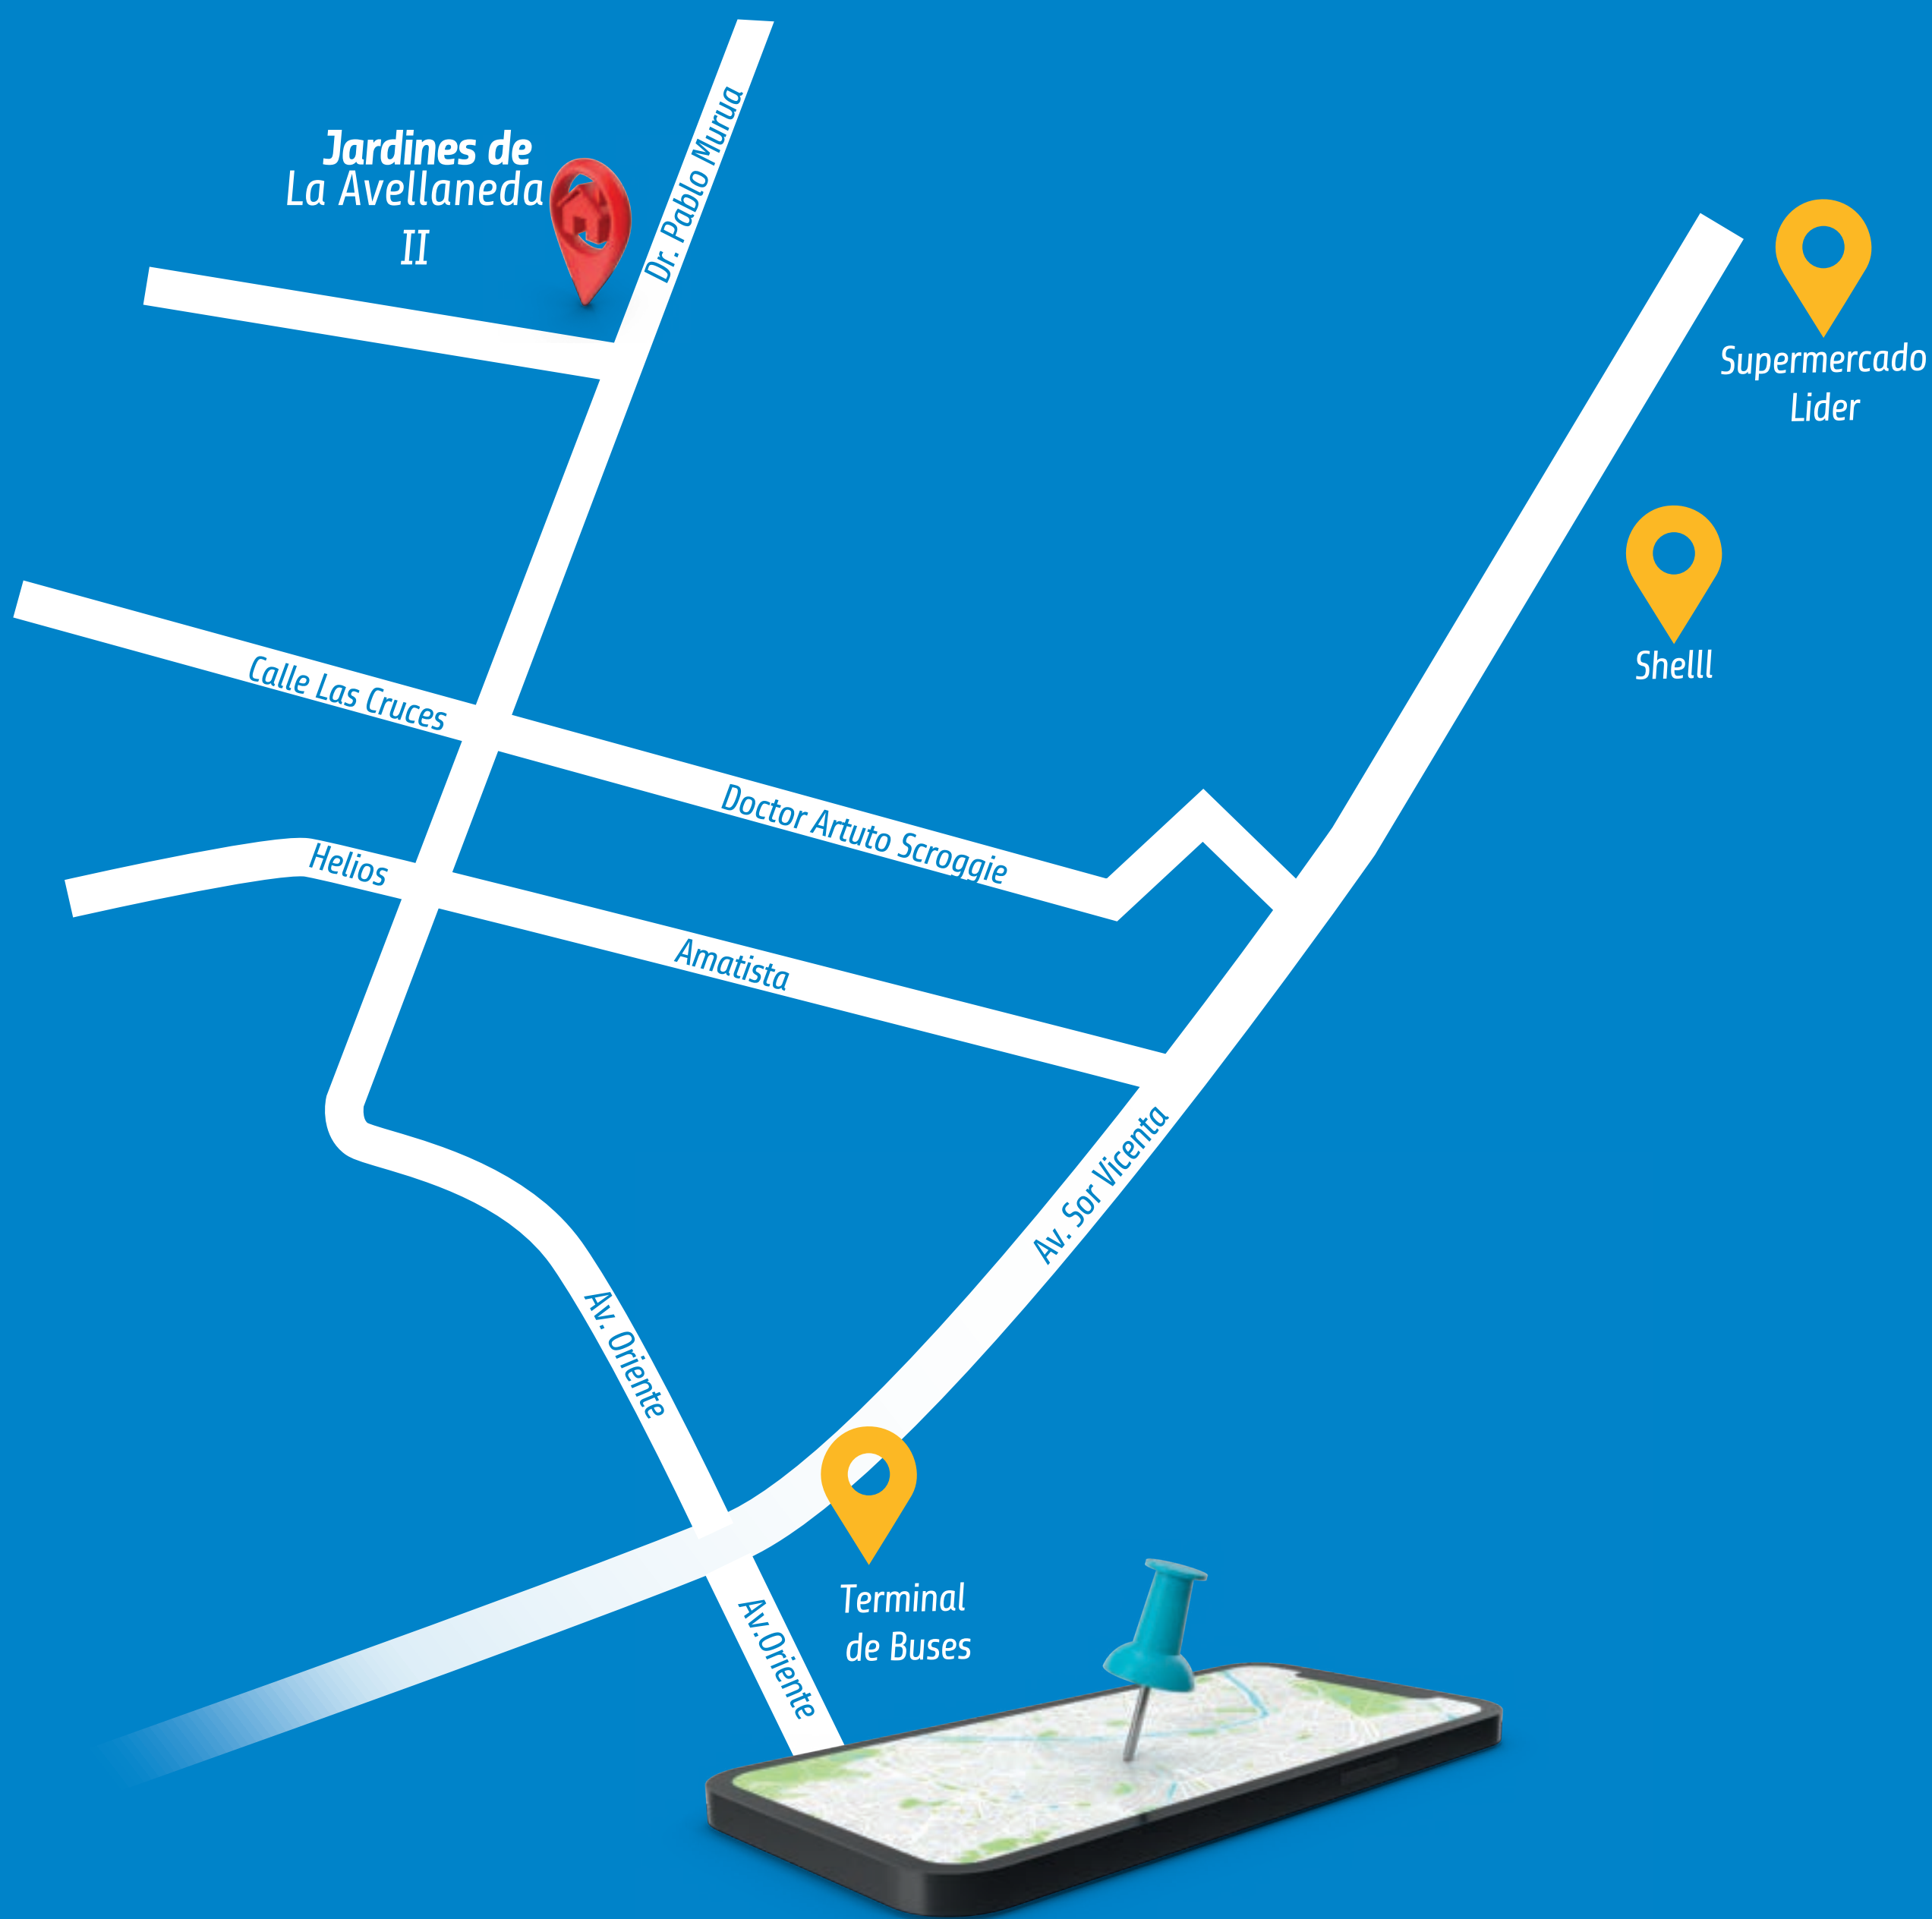 Dr. Pablo Murua
Jardines de
La Avellaneda
II
Supermercado
Lider
Shelll
Calle Las Cruces
Doctor Artuto Scroggie
Helios
Amatista
Av. Sor Vicenta
Av. Oriente
Terminal
de Buses
Av.Oriente